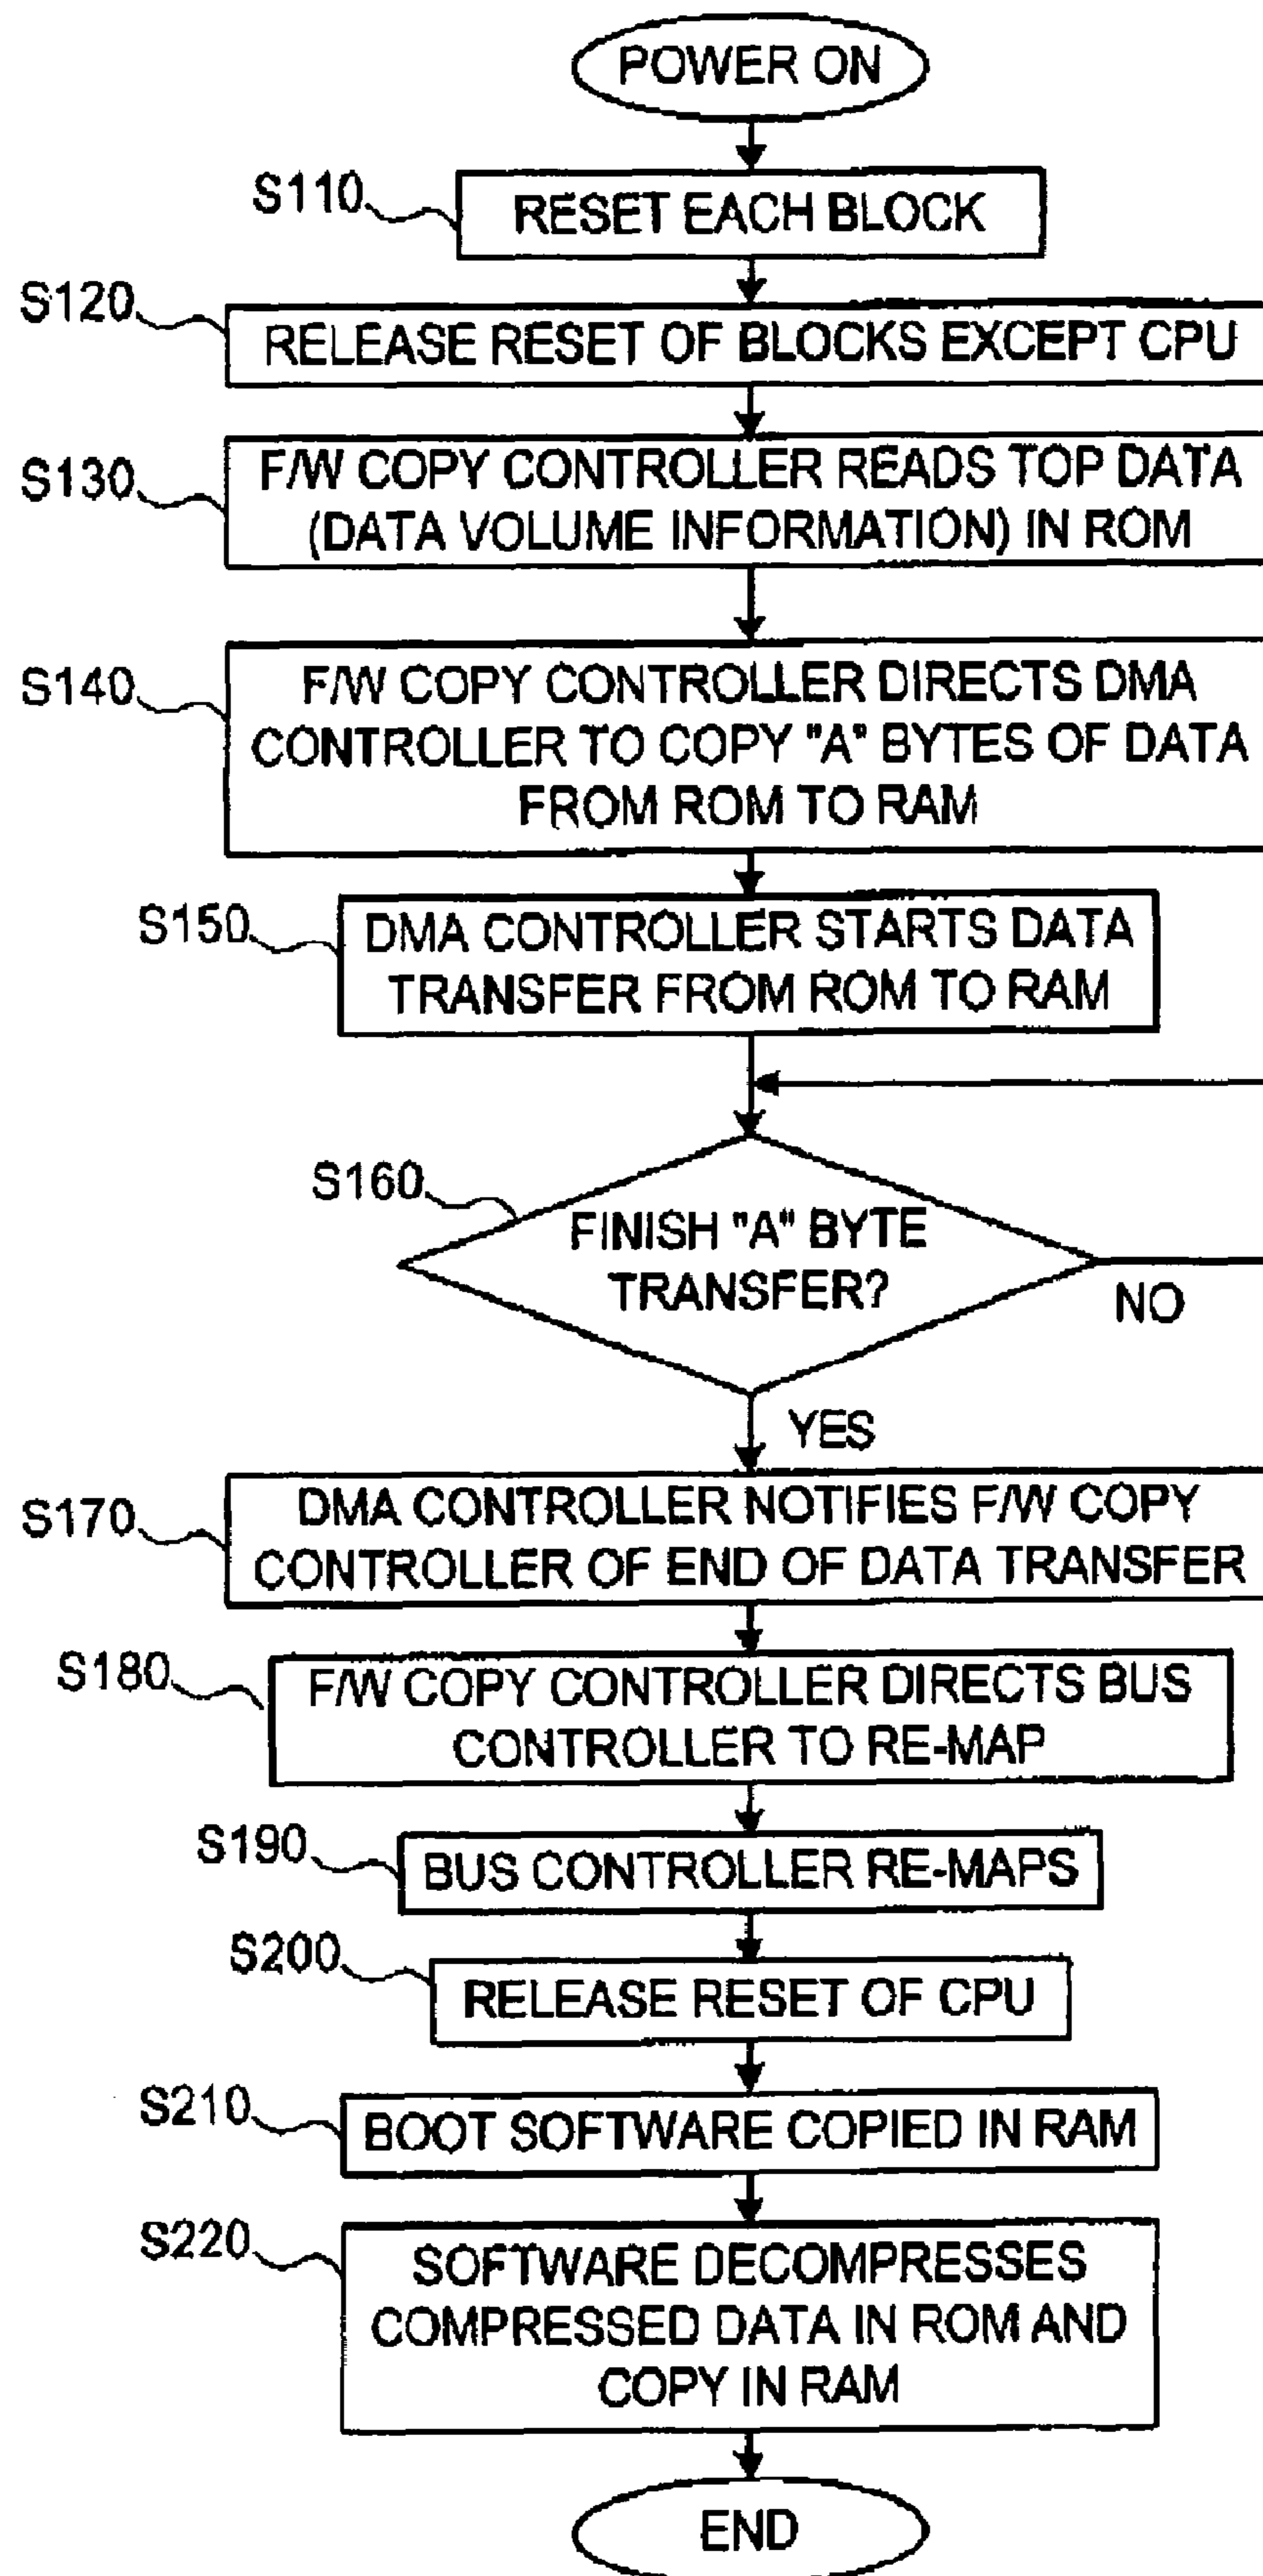 POWER ON
S110
RESET EACH BLOCK
S120
RELEASE RESET OF BLOCKS EXCEPT CPU
S130
F/W COPY CONTROLLER READS TOP DATA
(DATA VOLUME INFORMATION) IN ROM
S140
F/W COPY CONTROLLER DIRECTS DMA
CONTROLLER TO COPY "A" BYTES OF DATA
FROM ROM TO RAM
S150
DMA CONTROLLER STARTS DATA
TRANSFER FROM ROM TO RAM
S160
FINISH "A" BYTE
TRANSFER?
NO
YES
S170
DMA CONTROLLER NOTIFIES F/W COPY
CONTROLLER OF END OF DATA TRANSFER
S180
F/W COPY CONTROLLER DIRECTS BUS
CONTROLLER TO RE-MAP
S190
BUS CONTROLLER RE-MAPS
S200
RELEASE RESET OF CPU
S210
BOOT SOFTWARE COPIED IN RAM
S220
SOFTWARE DECOMPRESSES
COMPRESSED DATA IN ROM AND
COPY IN RAM
END